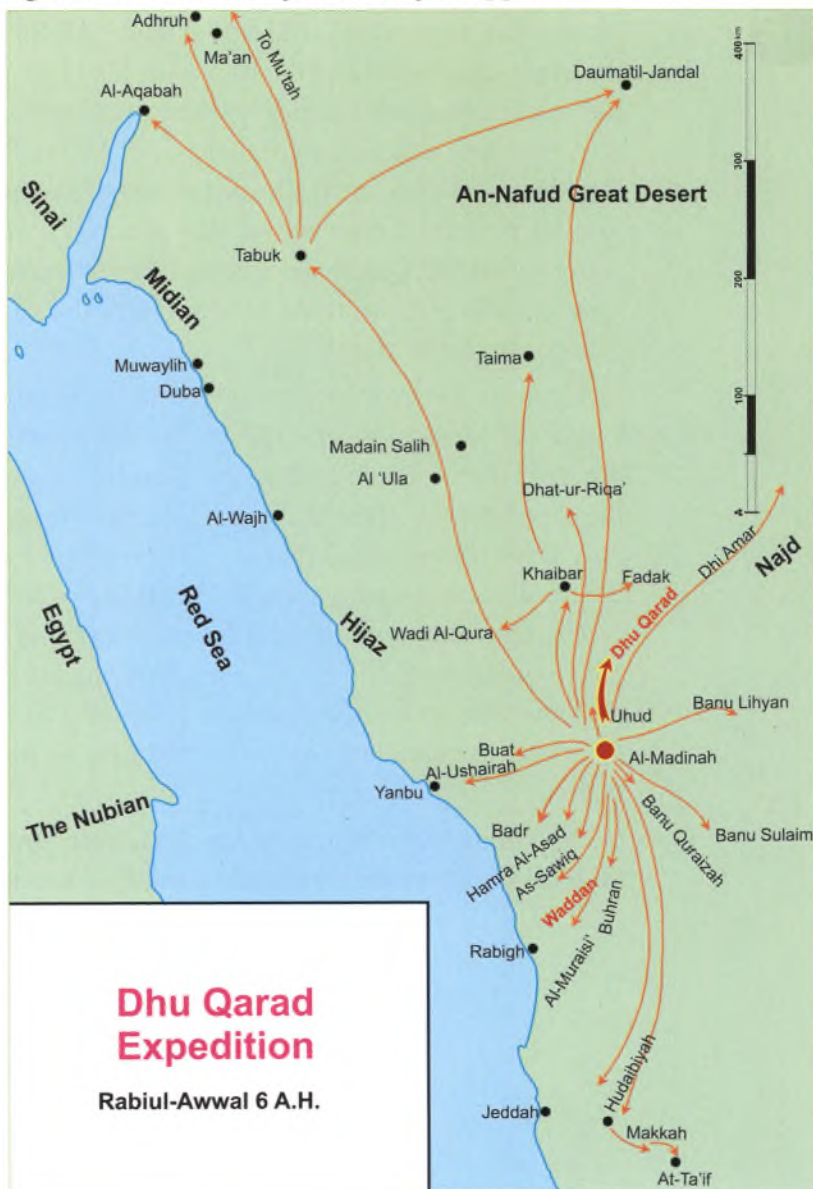 Adhruh
Ma'an
To Mu'tah
Al-Aqabah
Daumatil-Jandal
400 km
Sinai
An-Nafud Great Desert
300
Tabuk
200
Midian
Muwaylih
Duba
Taima
100
Madain Salih
Al 'Ula
Dhat-ur-Riqa'
Al-Wajh
Dhi Amar
Najd
Khaibar
Fadak
Egypt
Red Sea
Hijaz
Wadi Al-Qura
Dhu Qarad
Uhud
Banu Lihyan
Buat
Al-Madinah
Al-Ushairah
Yanbu
The Nubian
Badr
Hamra Al-Asad
As-Sawiq
Waddan
Al-Muraisi'
Buhran
Banu Quraizah
Banu Sulaim
Rabigh
Dhu Qarad
Expedition
Rabiul-Awwal 6 A.H.
Jeddah
Hudaibiyah
Makkah
At-Ta'if